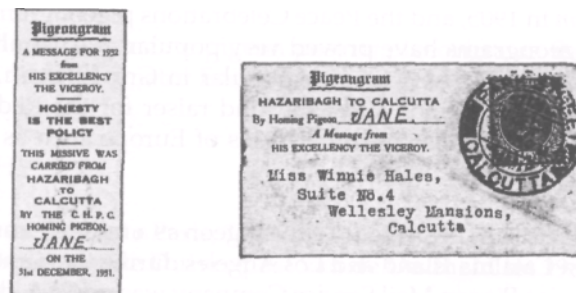 Pigeongram
A MESSAGE FOR 1932
from
HIS EXCELLENCY
THE VICEROY.
HONESTY
IS THE BEST
POLICY
THIS MISSIVE WAS
CARRIED FROM
HAZARIBAGH
TO
CALCUTTA
BY THE C. H. P. C.
HOMING PIGEON.
JANE
ON THE
31st DECEMBER, 1931.
Pigeongram
HAZARIBAGH TO CALCUTTA
By Homing Pigeon JANE.
A Message from
HIS EXCELLENCY THE VICEROY.
Miss Winnie Hales,
Suite No.4
Wellesley Mansions,
Calcutta
CALCUTTA